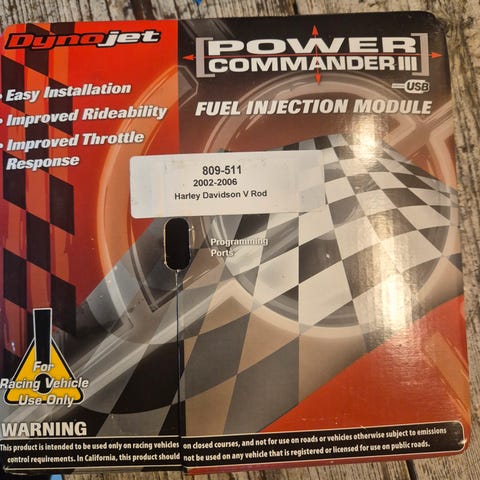 Dynojet
POWER
COMMANDER III
USB
FUEL INJECTION MODULE
• Easy Installation
• Improved Rideability
• Improved Throttle
Response
809-511
2002-2006
Harley Davidson V Rod
Programming
Ports
!
For
Racing Vehicle
Use Only
WARNING
This product is intended to be used only on racing vehicles on closed courses, and not for use on roads or vehicles otherwise subject to emissions
control requirements. In California, this product should not be used on any vehicle that is registered or licensed for use on public roads.